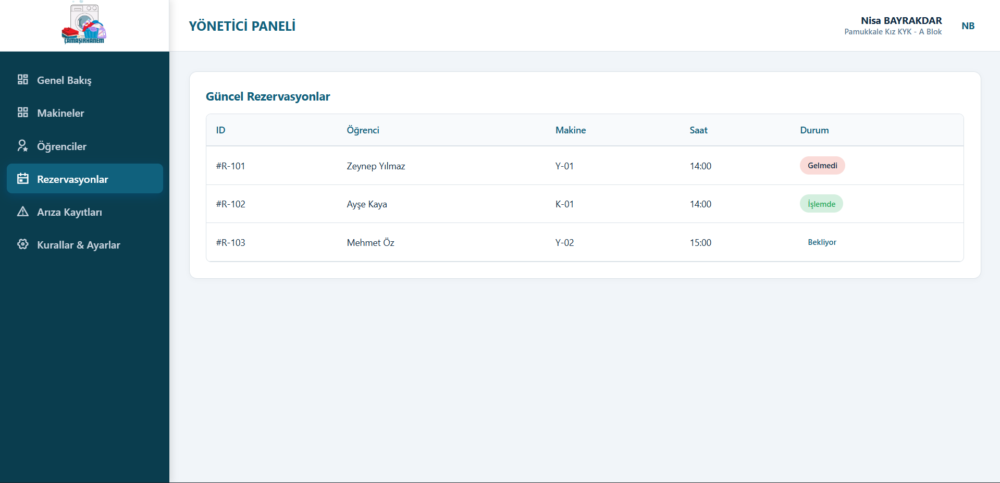 ÇAMAŞIRHANEM
YÖNETİCİ PANELİ
Nisa BAYRAKDAR
Pamukkale Kız KYK - A Blok
NB
Genel Bakış
Makineler
Öğrenciler
Rezervasyonlar
Arıza Kayıtları
Kurallar & Ayarlar
Güncel Rezervasyonlar
ID Öğrenci Makine Saat Durum
#R-101 Zeynep Yılmaz Y-01 14:00 Gelmedi
#R-102 Ayşe Kaya K-01 14:00 İşlemde
#R-103 Mehmet Öz Y-02 15:00 Bekliyor